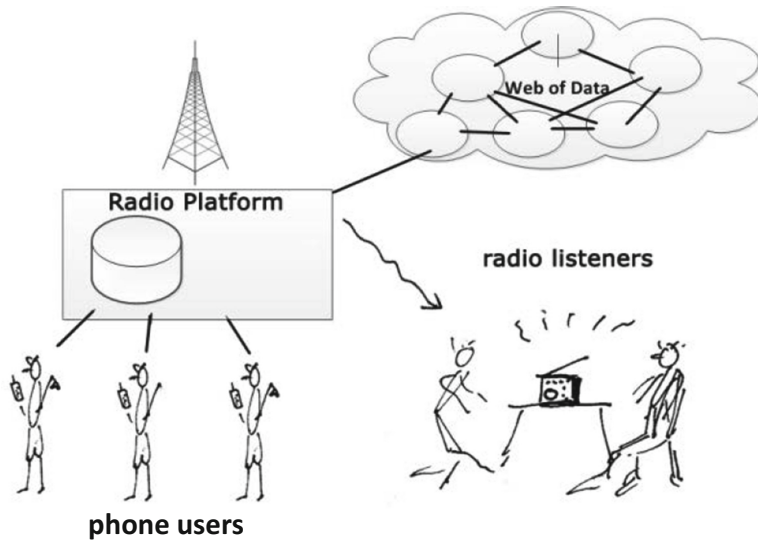 Web of Data
Radio Platform
radio listeners
phone users